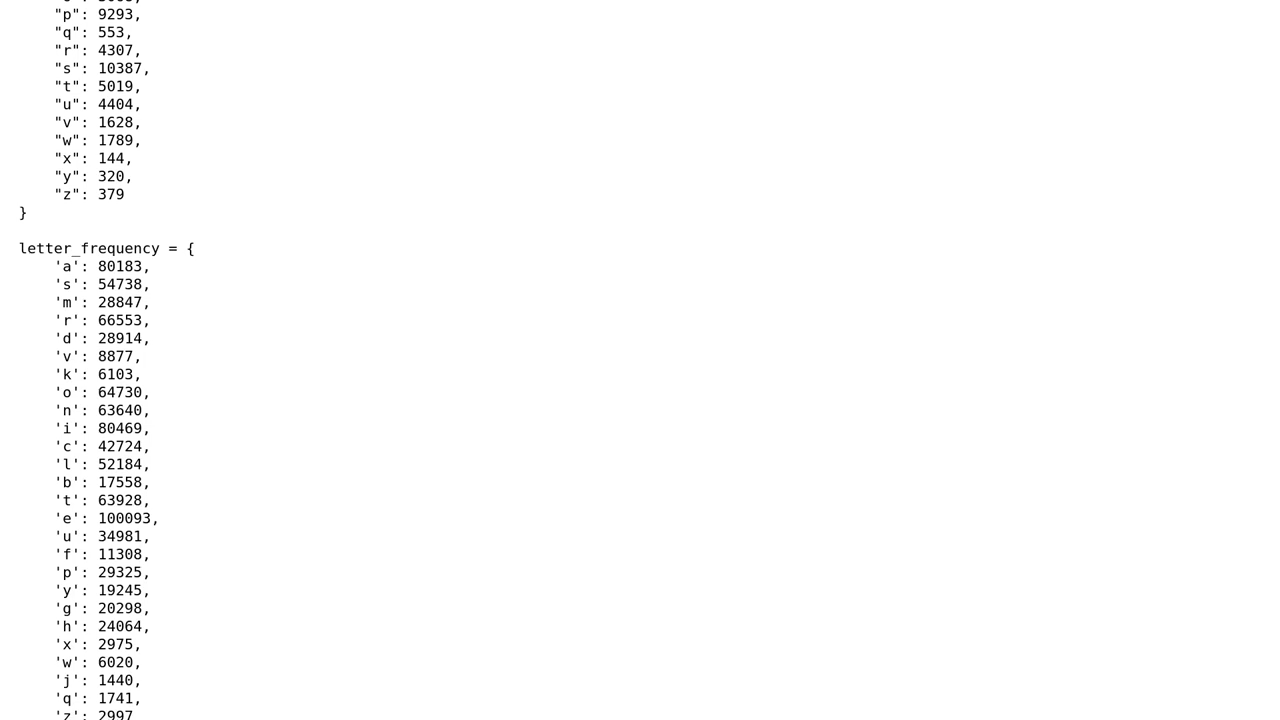 "p": 9293,
"q": 553,
"r": 4307,
"s": 10387,
"t": 5019,
"u": 4404,
"v": 1628,
"w": 1789,
"x": 144,
"y": 320,
"z": 379
}
letter_frequency = {
'a': 80183,
's': 54738,
'm': 28847,
'r': 66553,
'd': 28914,
'v': 8877,
'k': 6103,
'o': 64730,
'n': 63640,
'i': 80469,
'c': 42724,
'l': 52184,
'b': 17558,
't': 63928,
'e': 100093,
'u': 34981,
'f': 11308,
'p': 29325,
'y': 19245,
'g': 20298,
'h': 24064,
'x': 2975,
'w': 6020,
'j': 1440,
'q': 1741,
'z': 2997